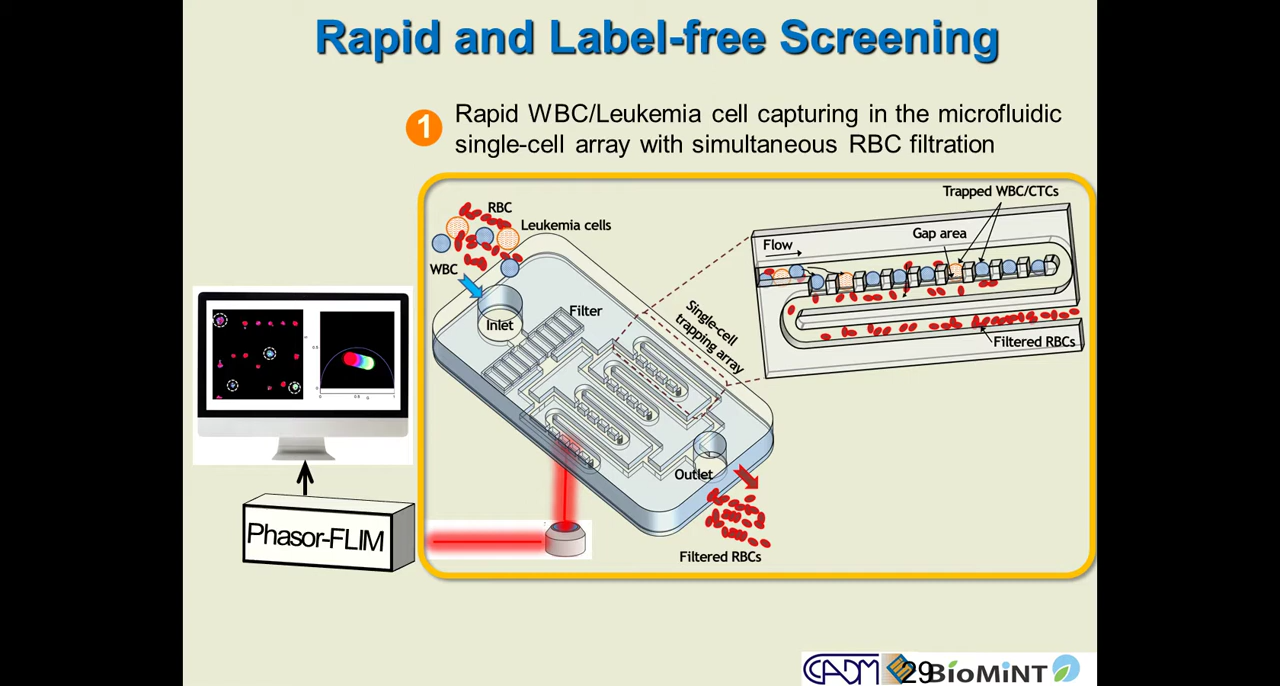 Rapid and Label-free Screening
1
Rapid WBC/Leukemia cell capturing in the microfluidic
single-cell array with simultaneous RBC filtration
RBC
Leukemia cells
WBC
Inlet
Filter
Single-cell
trapping array
Outlet
Filtered RBCs
Trapped WBC/CTCs
Gap area
Flow
Filtered RBCs
Phasor-FLIM
CADM
29
BioMiNT